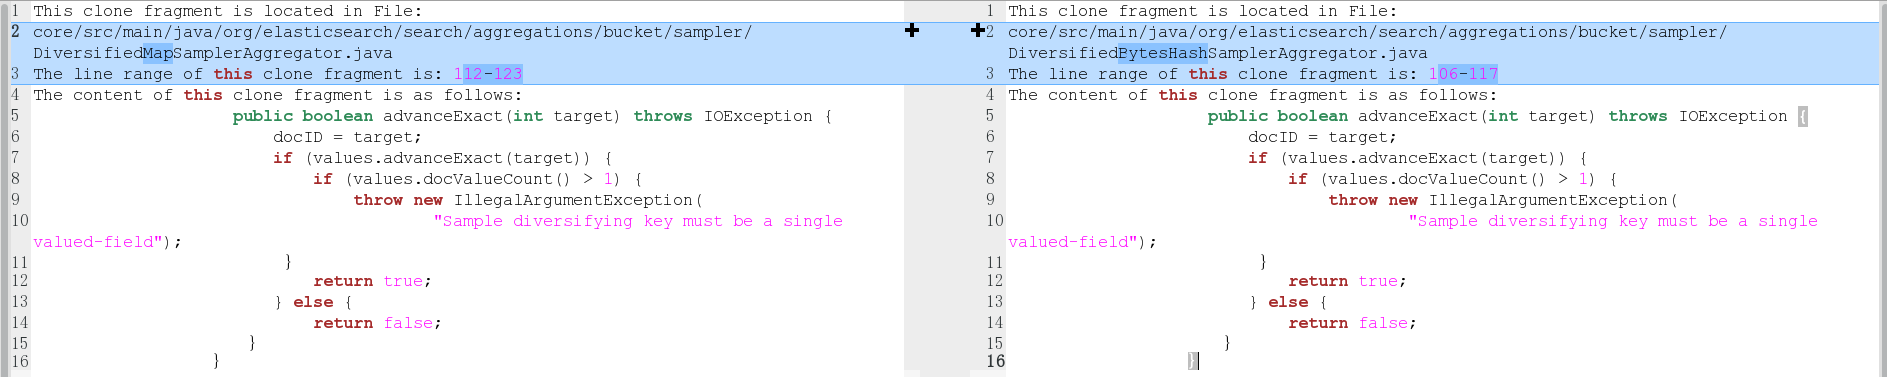 1 This clone fragment is located in File:
2 core/src/main/java/org/elasticsearch/search/aggregations/bucket/sampler/
DiversifiedMapSamplerAggregator.java
3 The line range of this clone fragment is: 112-123
4 The content of this clone fragment is as follows:
5 public boolean advanceExact(int target) throws IOException {
6 docID = target;
7 if (values.advanceExact(target)) {
8 if (values.docValueCount() > 1) {
9 throw new IllegalArgumentException(
10 "Sample diversifying key must be a single
valued-field");
11 }
12 return true;
13 } else {
14 return false;
15 }
16 }
1 This clone fragment is located in File:
2 core/src/main/java/org/elasticsearch/search/aggregations/bucket/sampler/
DiversifiedBytesHashSamplerAggregator.java
3 The line range of this clone fragment is: 106-117
4 The content of this clone fragment is as follows:
5 public boolean advanceExact(int target) throws IOException {
6 docID = target;
7 if (values.advanceExact(target)) {
8 if (values.docValueCount() > 1) {
9 throw new IllegalArgumentException(
10 "Sample diversifying key must be a single
valued-field");
11 }
12 return true;
13 } else {
14 return false;
15 }
16 }